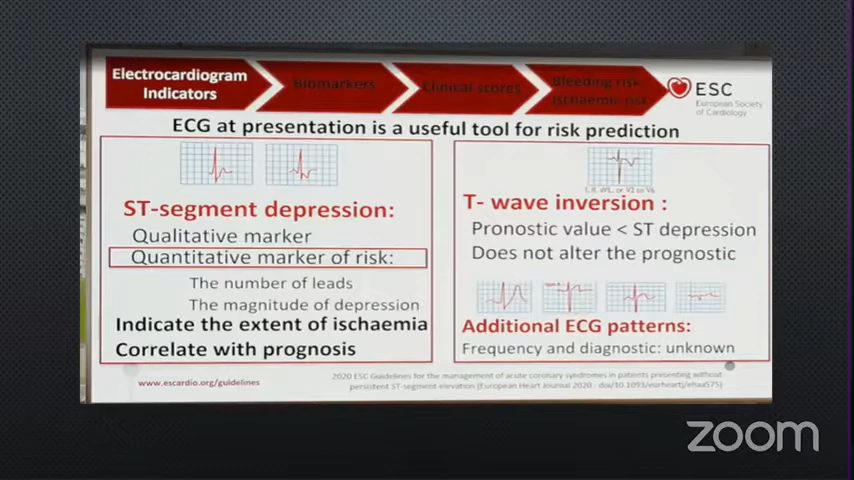 Electrocardiogram
Indicators
Biomarkers
Clinical scores
Bleeding risk
Ischaemic risk
ESC
European Society
of Cardiology
ECG at presentation is a useful tool for risk prediction
ST-segment depression:
Qualitative marker
Quantitative marker of risk:
The number of leads
The magnitude of depression
Indicate the extent of ischaemia
Correlate with prognosis
V2 to V6
T- wave inversion :
Pronostic value < ST depression
Does not alter the prognostic
Additional ECG patterns:
Frequency and diagnostic: unknown
www.escardio.org/guidelines
2020 ESC Guidelines for the management of acute coronary syndromes in patients presenting without
persistent ST-segment elevation (European Heart Journal 2020 : doi/10.1093/eurheartj/ehaa575)
zoom